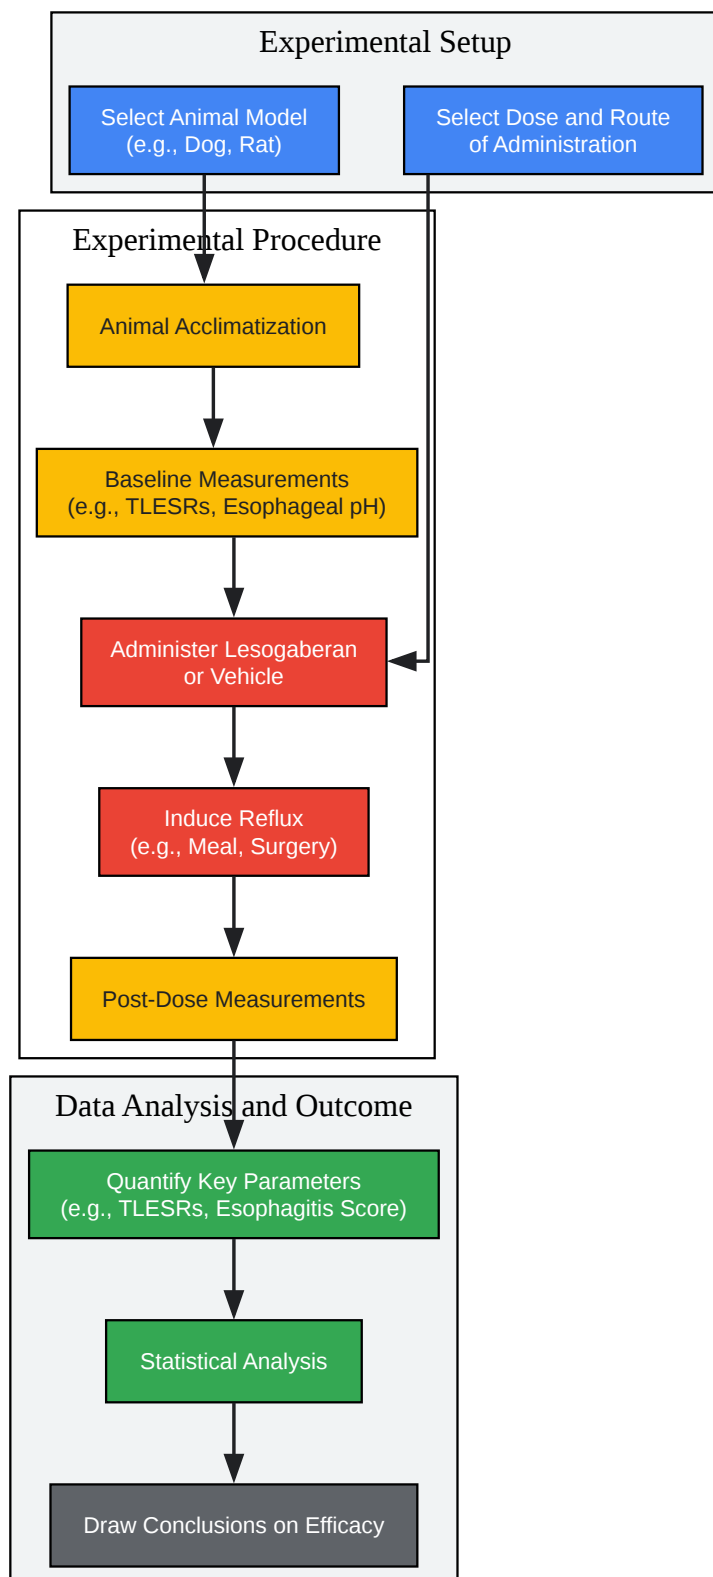 Experimental Setup
Select Animal Model
(e.g., Dog, Rat)
Select Dose and Route
of Administration
Experimental Procedure
Animal Acclimatization
Baseline Measurements
(e.g., TLESRs, Esophageal pH)
Administer Lesogaberan
or Vehicle
Induce Reflux
(e.g., Meal, Surgery)
Post-Dose Measurements
Data Analysis and Outcome
Quantify Key Parameters
(e.g., TLESRs, Esophagitis Score)
Statistical Analysis
Draw Conclusions on Efficacy